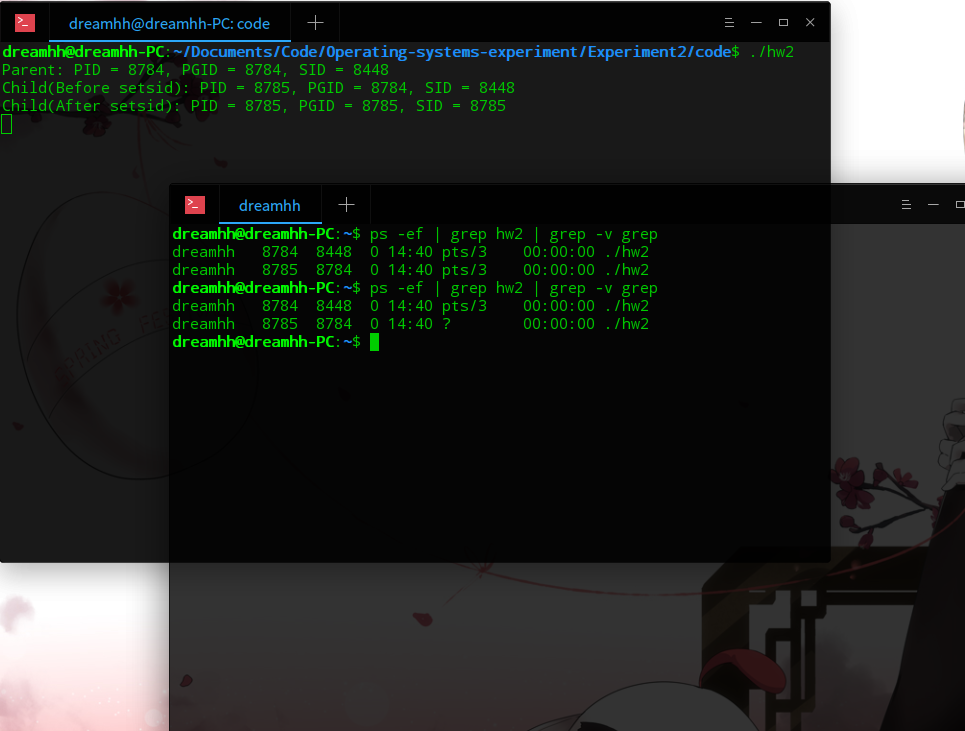 dreamhh@dreamhh-PC: code
dreamhh@dreamhh-PC:~/Documents/Code/Operating-systems-experiment/Experiment2/code$ ./hw2
Parent: PID = 8784, PGID = 8784, SID = 8448
Child(Before setsid): PID = 8785, PGID = 8784, SID = 8448
Child(After setsid): PID = 8785, PGID = 8785, SID = 8785
dreamhh
dreamhh@dreamhh-PC:~$ ps -ef | grep hw2 | grep -v grep
dreamhh   8784  8448  0 14:40 pts/3    00:00:00 ./hw2
dreamhh   8785  8784  0 14:40 pts/3    00:00:00 ./hw2
dreamhh@dreamhh-PC:~$ ps -ef | grep hw2 | grep -v grep
dreamhh   8784  8448  0 14:40 pts/3    00:00:00 ./hw2
dreamhh   8785  8784  0 14:40 ?        00:00:00 ./hw2
dreamhh@dreamhh-PC:~$